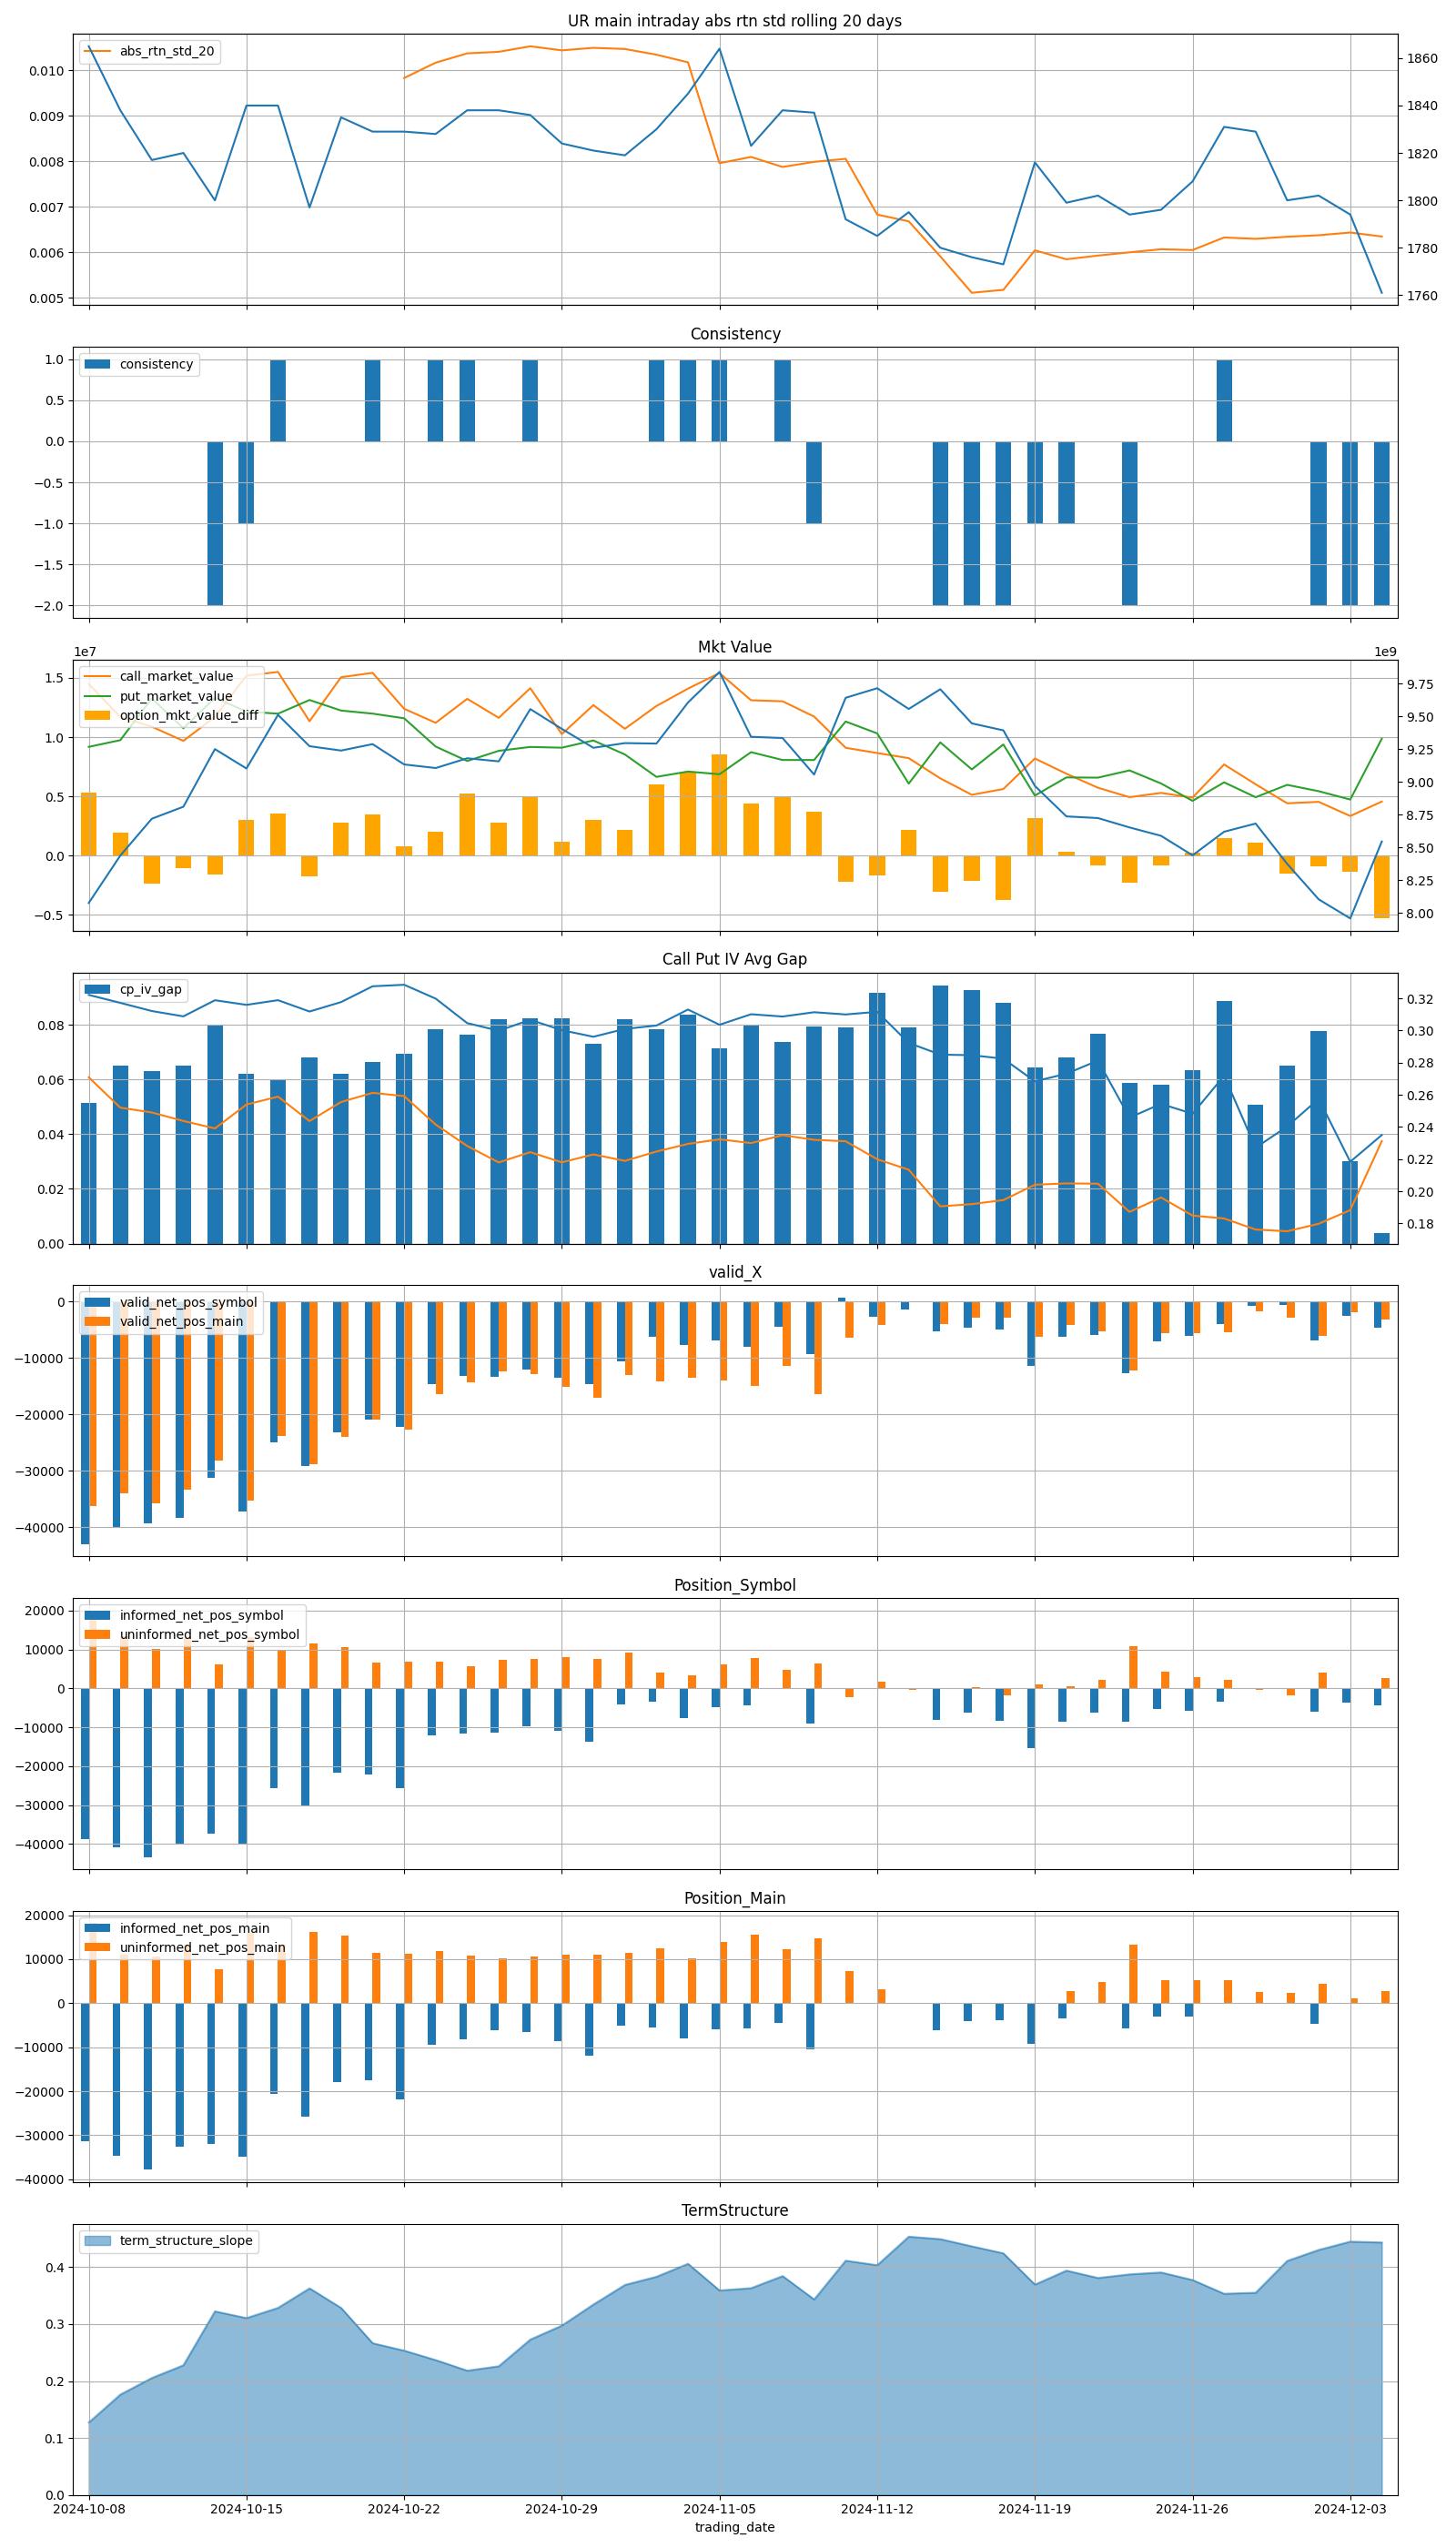 UR main intraday abs rtn std rolling 20 days
abs_rtn_std_20
0.010
0.009
0.008
0.007
0.006
0.005
1860
1840
1820
1800
1780
1760
Consistency
consistency
1.0
0.5
0.0
−0.5
−1.0
−1.5
−2.0
Mkt Value
1e7
1e9
call_market_value
put_market_value
option_mkt_value_diff
1.5
1.0
0.5
0.0
−0.5
9.75
9.50
9.25
9.00
8.75
8.50
8.25
8.00
Call Put IV Avg Gap
cp_iv_gap
0.08
0.06
0.04
0.02
0.00
0.32
0.30
0.28
0.26
0.24
0.22
0.20
0.18
valid_X
valid_net_pos_symbol
valid_net_pos_main
0
−10000
−20000
−30000
−40000
Position_Symbol
informed_net_pos_symbol
uninformed_net_pos_symbol
20000
10000
0
−10000
−20000
−30000
−40000
Position_Main
informed_net_pos_main
uninformed_net_pos_main
20000
10000
0
−10000
−20000
−30000
−40000
TermStructure
term_structure_slope
0.4
0.3
0.2
0.1
0.0
2024-10-08 2024-10-15 2024-10-22 2024-10-29 2024-11-05 2024-11-12 2024-11-19 2024-11-26 2024-12-03
trading_date